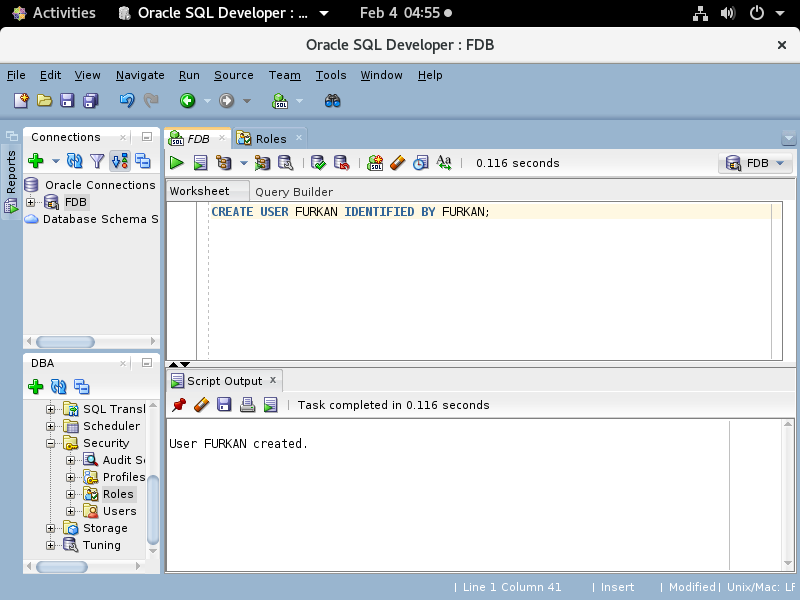 Activities Oracle SQL Developer : ... Feb 4 04:55
Oracle SQL Developer : FDB
File Edit View Navigate Run Source Team Tools Window Help
Connections
Oracle Connections
FDB
Database Schema S
Reports
DBA
SQL Transl
Scheduler
Security
Audit Se
Profiles
Roles
Users
Storage
Tuning
FDB Roles
0.116 seconds
FDB
Worksheet Query Builder
CREATE USER FURKAN IDENTIFIED BY FURKAN;
Script Output
Task completed in 0.116 seconds
User FURKAN created.
Line 1 Column 41 Insert Modified Unix/Mac: LF